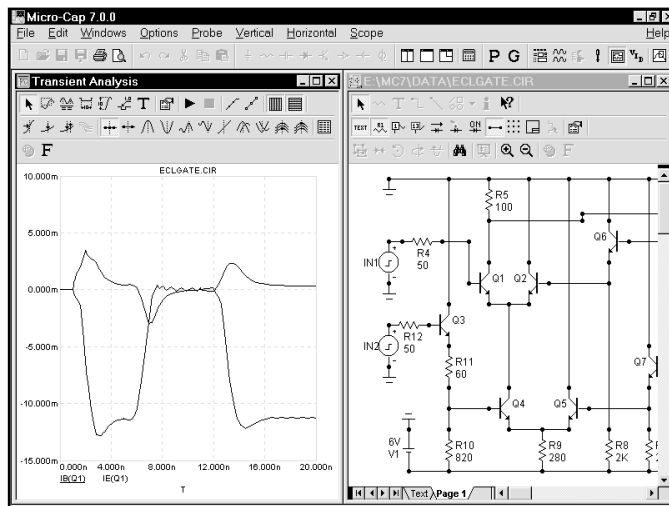 Micro-Cap 7.0.0
File Edit Windows Options Probe Vertical Horizontal Scope Help
P G
Transient Analysis
E:\MC7\DATA\ECLGATE.CIR
T
T
TEXT
ON
F
F
ECLGATE.CIR
10.000m
5.000m
0.000m
-5.000m
-10.000m
-15.000m
0.000n 4.000n 8.000n 12.000n 16.000n 20.000n
IB(Q1) IE(Q1)
T
R5
100
Q6
R4
50
IN1
Q1 Q2
Q3
R12
50
IN2
R11
60
Q7
Q4 Q5
6V
V1
R10
820
R9
280
R8
2K
Text Page 1